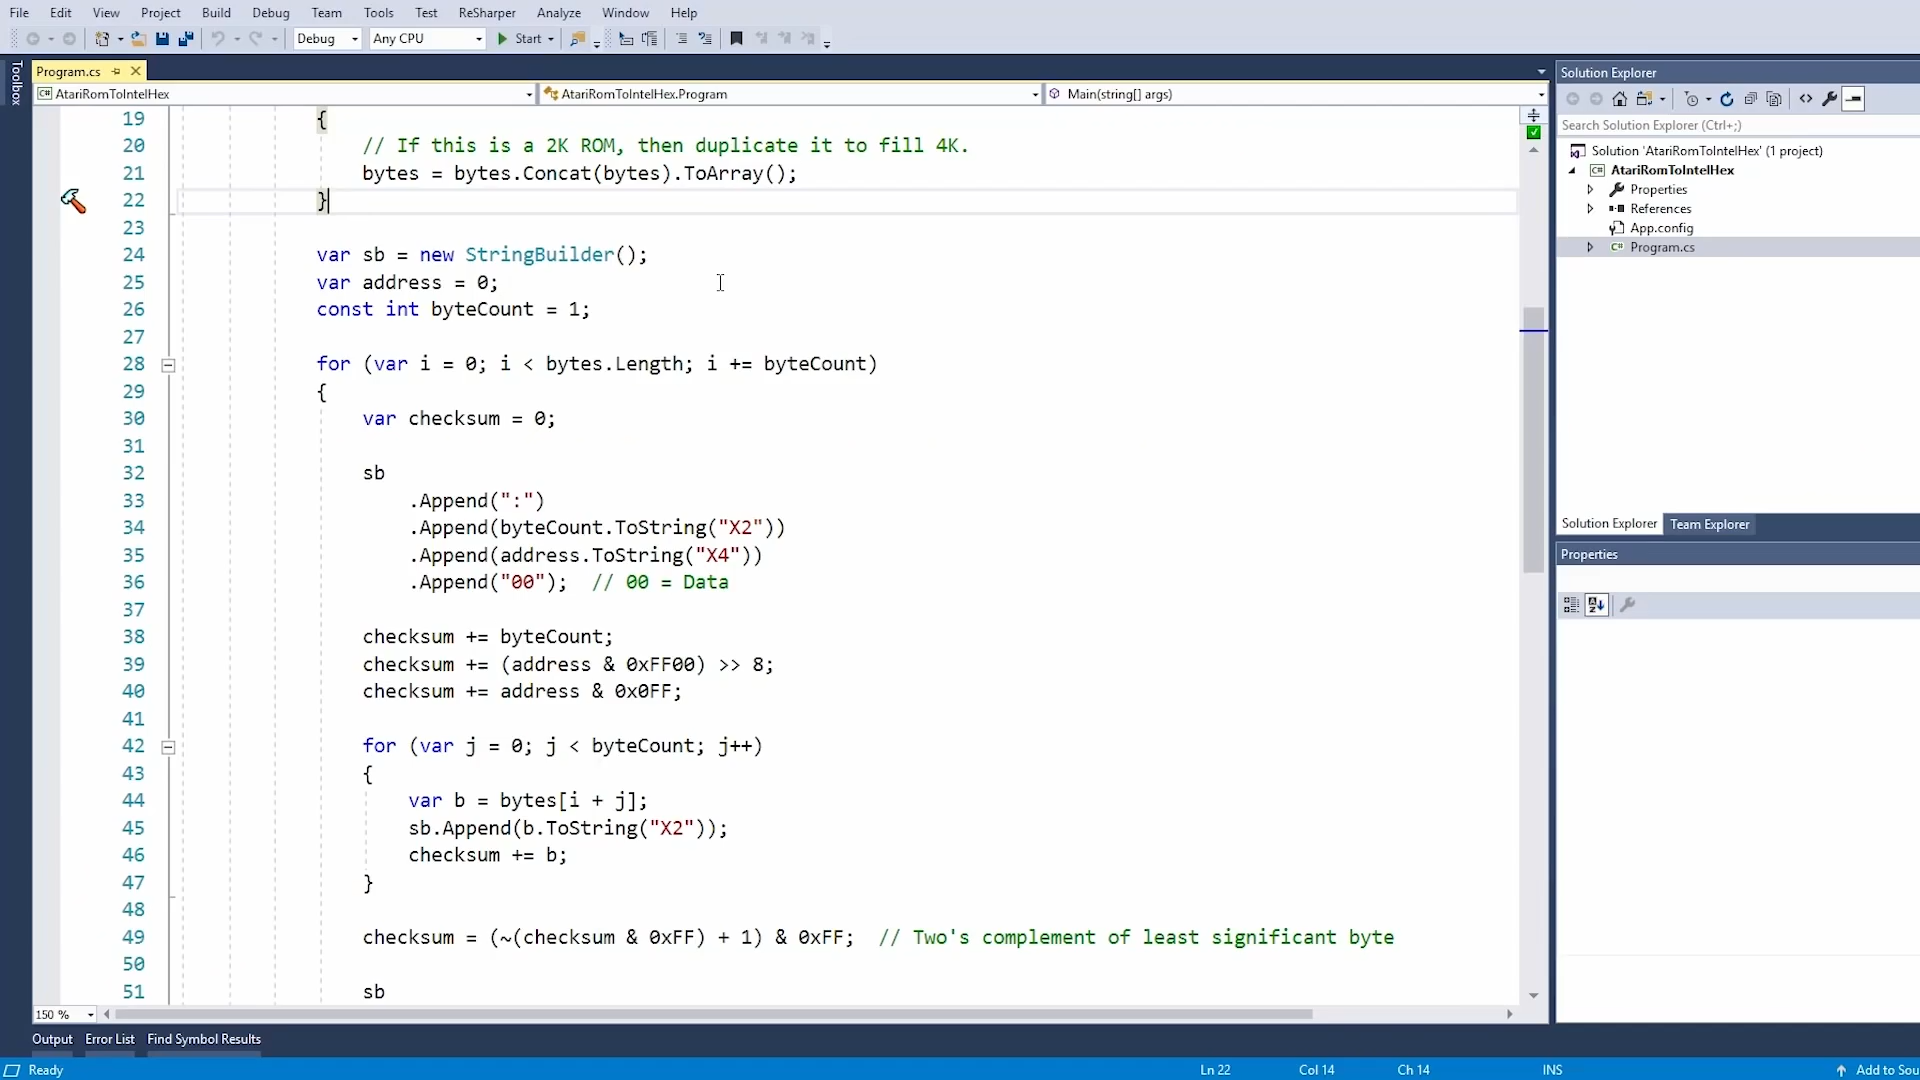 File Edit View Project Build Debug Team Tools Test ReSharper Analyze Window Help
Debug Any CPU Start
Toolbox
Program.cs
AtariRomToIntelHex AtariRomToIntelHex.Program Main(string[] args)
19 {
20 // If this is a 2K ROM, then duplicate it to fill 4K.
21 bytes = bytes.Concat(bytes).ToArray();
22 }
23
24 var sb = new StringBuilder();
25 var address = 0;
26 const int byteCount = 1;
27
28 for (var i = 0; i < bytes.Length; i += byteCount)
29 {
30 var checksum = 0;
31
32 sb
33 .Append(":")
34 .Append(byteCount.ToString("X2"))
35 .Append(address.ToString("X4"))
36 .Append("00"); // 00 = Data
37
38 checksum += byteCount;
39 checksum += (address & 0xFF00) >> 8;
40 checksum += address & 0x0FF;
41
42 for (var j = 0; j < byteCount; j++)
43 {
44 var b = bytes[i + j];
45 sb.Append(b.ToString("X2"));
46 checksum += b;
47 }
48
49 checksum = (~(checksum & 0xFF) + 1) & 0xFF; // Two's complement of least significant byte
50
51 sb
150 %
Solution Explorer
Search Solution Explorer (Ctrl+;)
Solution 'AtariRomToIntelHex' (1 project)
AtariRomToIntelHex
Properties
References
App.config
Program.cs
Solution Explorer Team Explorer
Properties
Output Error List Find Symbol Results
Ready Ln 22 Col 14 Ch 14 INS Add to Sou